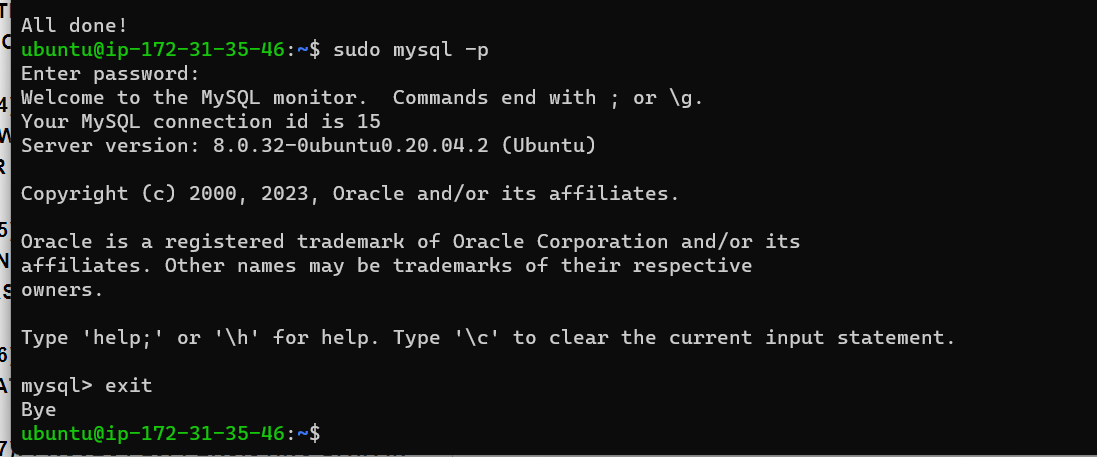 All done!
ubuntu@ip-172-31-35-46:~$ sudo mysql -p
Enter password:
Welcome to the MySQL monitor.  Commands end with ; or \g.
Your MySQL connection id is 15
Server version: 8.0.32-0ubuntu0.20.04.2 (Ubuntu)
Copyright (c) 2000, 2023, Oracle and/or its affiliates.
Oracle is a registered trademark of Oracle Corporation and/or its
affiliates. Other names may be trademarks of their respective
owners.
Type 'help;' or '\h' for help. Type '\c' to clear the current input statement.
mysql> exit
Bye
ubuntu@ip-172-31-35-46:~$